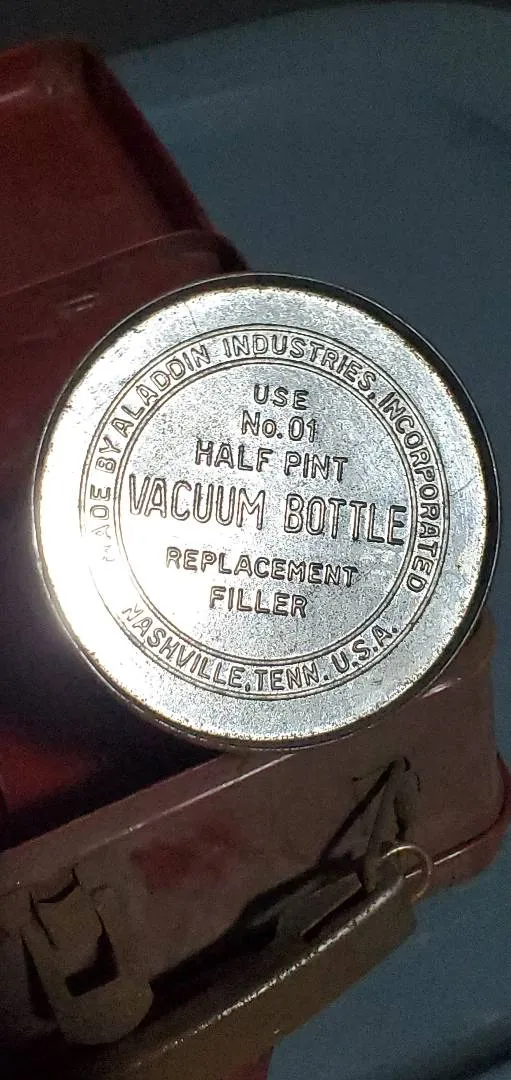 MADE BY ALADDIN INDUSTRIES, INCORPORATED
USE
No. 01
HALF PINT
VACUUM BOTTLE
REPLACEMENT
FILLER
NASHVILLE, TENN. U.S.A.